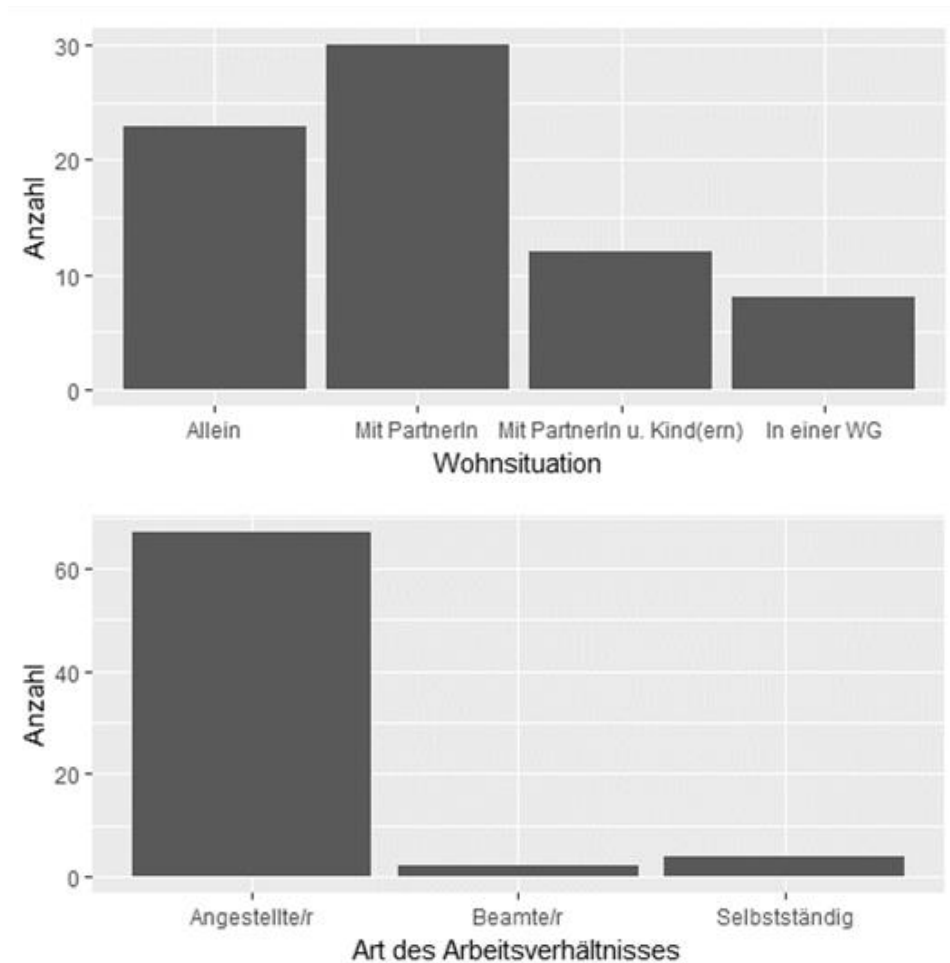 30
20
10
0
Anzahl
Allein Mit PartnerIn Mit PartnerIn u. Kind(ern) In einer WG
Wohnsituation
60
40
20
0
Anzahl
Angestellte/r Beamte/r Selbstständig
Art des Arbeitsverhältnisses